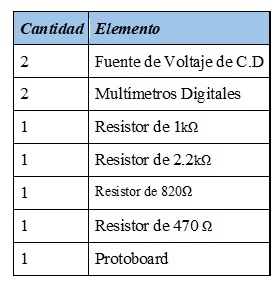 Cantidad Elemento
2 Fuente de Voltaje de C.D
2 Multímetros Digitales
1 Resistor de 1kΩ
1 Resistor de 2.2kΩ
1 Resistor de 820Ω
1 Resistor de 470 Ω
1 Protoboard